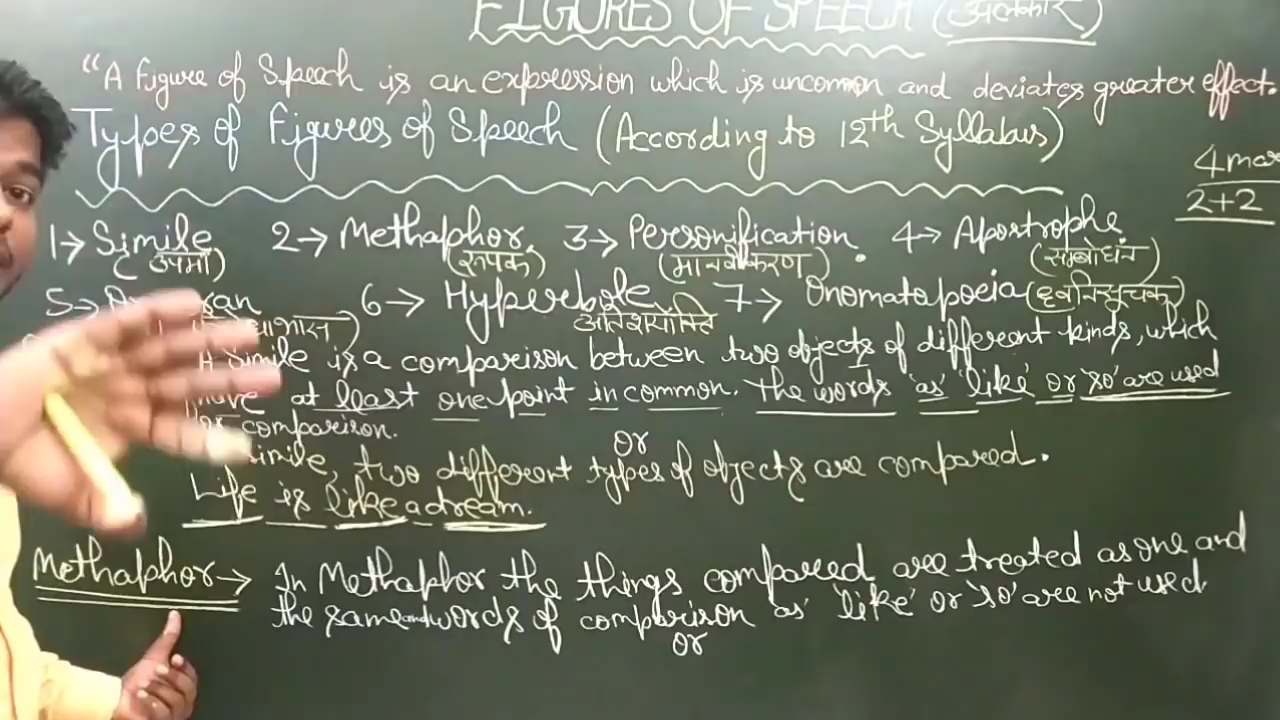 FIGURES OF SPEECH (अलंकार)
“A Figure of Speech is an expression which is uncommon and deviates greater effect.
Types of Figures of Speech (According to 12th Syllabus)
4 mar
2+2
1→ Simile 2→ Methaphor, 3→ Personification. 4→ Apostrophe
(उपमा) (रूपक) (मानवीकरण) (सम्बोधन)
5→ 6→ Hyperbole 7→ Onomatopoeia (ध्वनिसूचक)
अतिशयोक्ति
A Simile is a comparison between two objects of different kinds, which
have at least one point in common. The words 'as' 'like' or 'so' are used
comparison.
or
simile, two different types of objects are compared.
Life is like a dream.
Methaphor→ In Methaphor the things compared are treated as one and
the same and words of comparison as 'like' or 'so' are not used
or